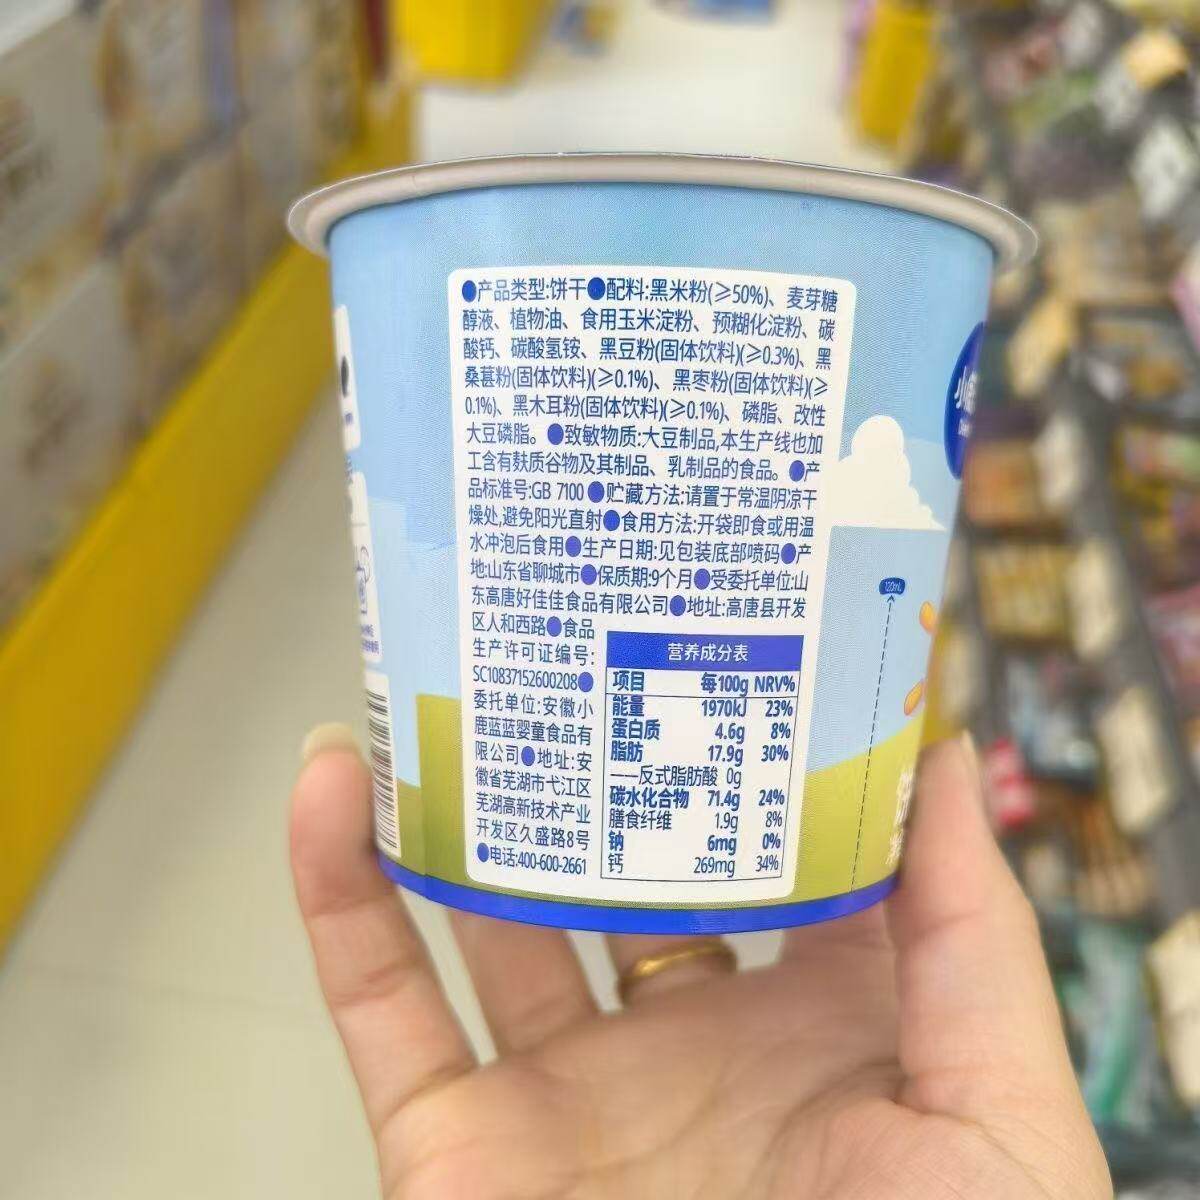 ●产品类型:饼干●配料:黑米粉(≥50%)、麦芽糖
醇液、植物油、食用玉米淀粉、预糊化淀粉、碳
酸钙、碳酸氢铵、黑豆粉(固体饮料)(≥0.3%)、黑
桑葚粉(固体饮料)(≥0.1%)、黑枣粉(固体饮料)(≥
0.1%)、黑木耳粉(固体饮料)(≥0.1%)、磷脂、改性
大豆磷脂。●致敏物质:大豆制品,本生产线也加
工含有麸质谷物及其制品、乳制品的食品。●产
品标准号:GB 7100●贮藏方法:请置于常温阴凉干
燥处,避免阳光直射●食用方法:开袋即食或用温
水冲泡后食用●生产日期:见包装底部喷码●产
地:山东省聊城市●保质期:9个月●受委托单位:山
东高唐好佳佳食品有限公司●地址:高唐县开发
区人和西路●食品
生产许可证编号:
SC10837152600208●
委托单位:安徽小
鹿蓝蓝婴童食品有
限公司●地址:安
徽省芜湖市弋江区
芜湖高新技术产业
开发区久盛路8号
●电话:400-600-2661
营养成分表
项目 每100g NRV%
能量 1970kJ 23%
蛋白质 4.6g 8%
脂肪 17.9g 30%
——反式脂肪酸 0g
碳水化合物 71.4g 24%
膳食纤维 1.9g 8%
钠 6mg 0%
钙 269mg 34%
120mL
小